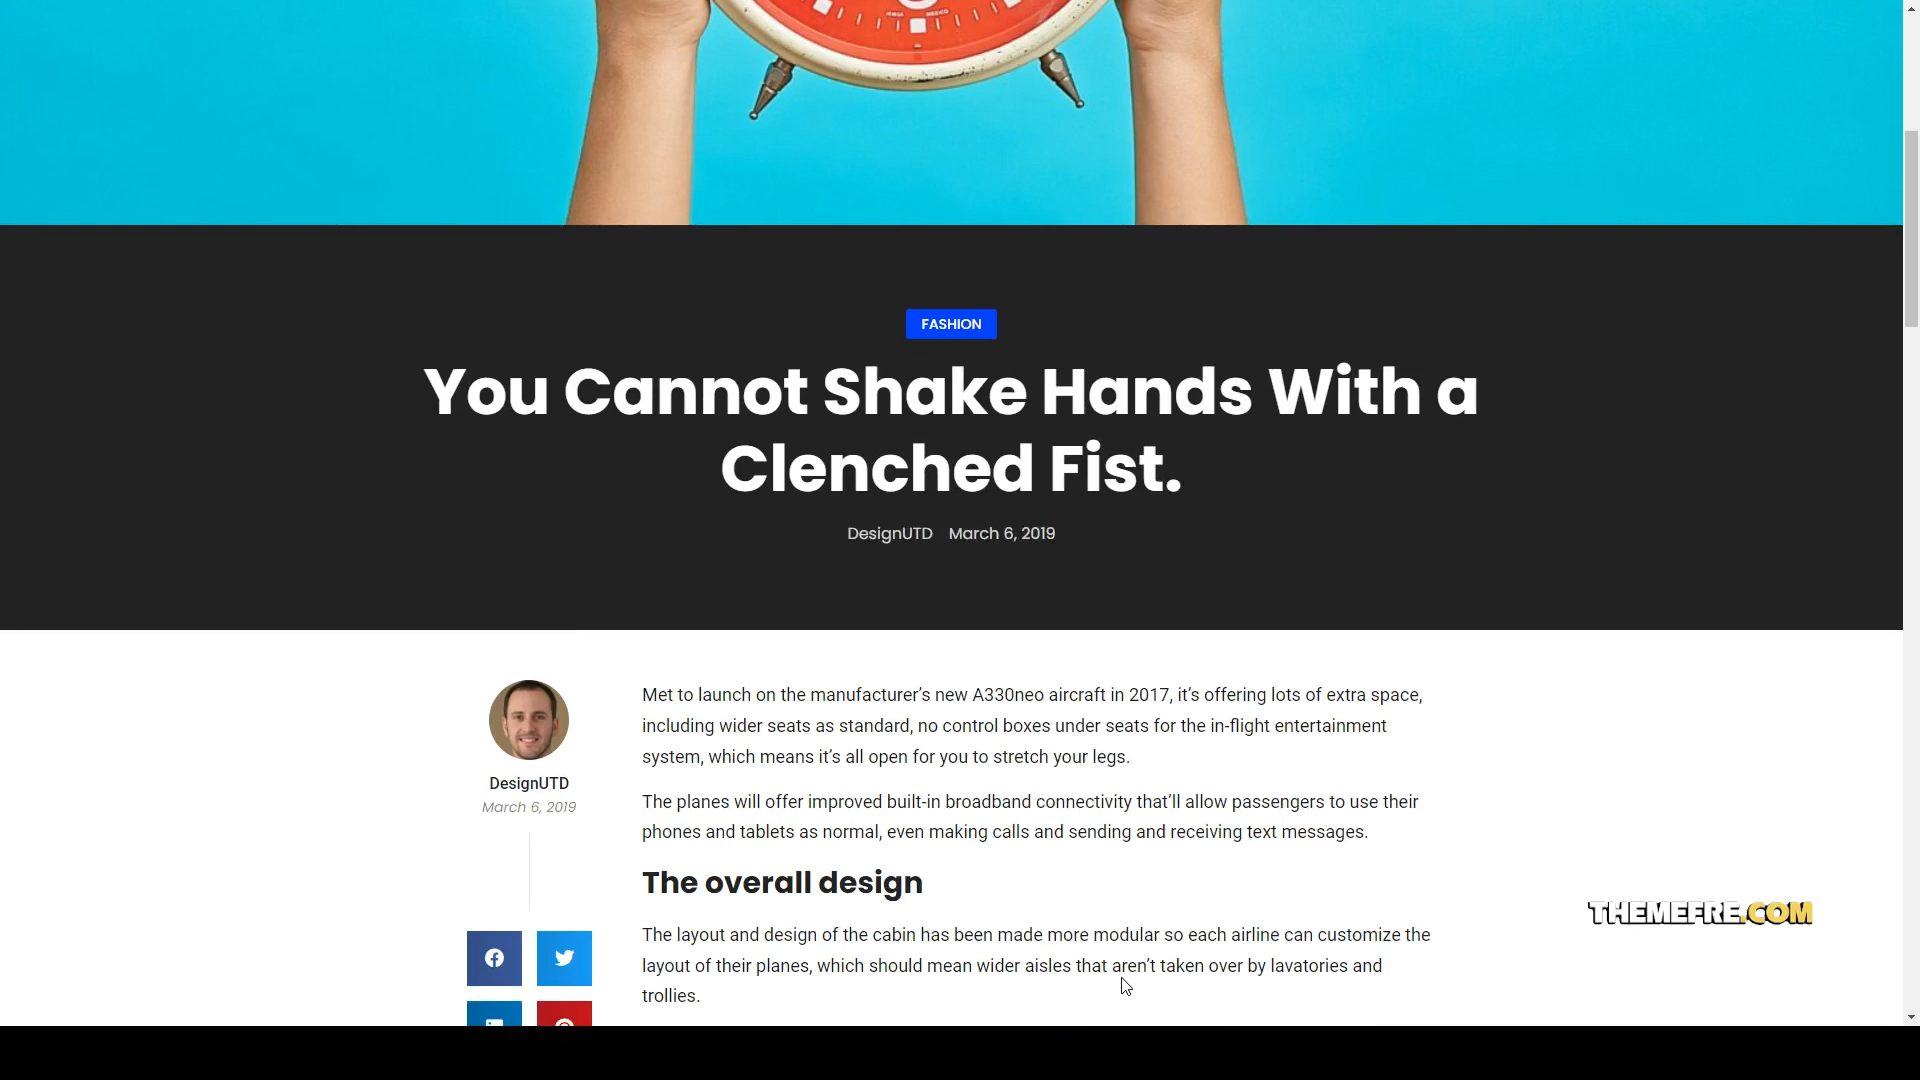 FASHION
You Cannot Shake Hands With a
Clenched Fist.
DesignUTD March 6, 2019
Met to launch on the manufacturer’s new A330neo aircraft in 2017, it’s offering lots of extra space,
including wider seats as standard, no control boxes under seats for the in-flight entertainment
system, which means it’s all open for you to stretch your legs.
The planes will offer improved built-in broadband connectivity that’ll allow passengers to use their
phones and tablets as normal, even making calls and sending and receiving text messages.
DesignUTD
March 6, 2019
The overall design
The layout and design of the cabin has been made more modular so each airline can customize the
layout of their planes, which should mean wider aisles that aren’t taken over by lavatories and
trollies.
THEMEFRE.COM